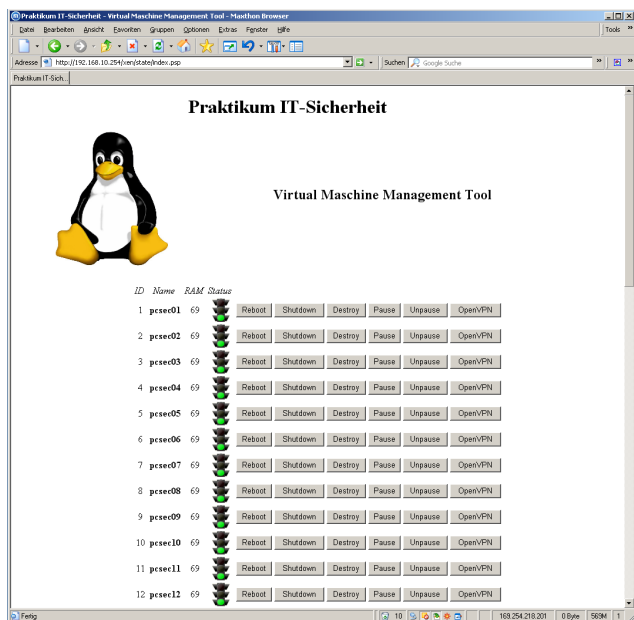 Praktikum IT-Sicherheit - Virtual Maschine Management Tool - Maxthon Browser
Datei Bearbeiten Ansicht Favoriten Gruppen Optionen Extras Fenster Hilfe Tools
Adresse http://192.168.10.254/xen/state/index.psp Suchen Google Suche
Praktikum IT-Sich...
Praktikum IT-Sicherheit
Virtual Maschine Management Tool
ID Name RAM Status
1 pcsec01 69 Reboot Shutdown Destroy Pause Unpause OpenVPN
2 pcsec02 69 Reboot Shutdown Destroy Pause Unpause OpenVPN
3 pcsec03 69 Reboot Shutdown Destroy Pause Unpause OpenVPN
4 pcsec04 69 Reboot Shutdown Destroy Pause Unpause OpenVPN
5 pcsec05 69 Reboot Shutdown Destroy Pause Unpause OpenVPN
6 pcsec06 69 Reboot Shutdown Destroy Pause Unpause OpenVPN
7 pcsec07 69 Reboot Shutdown Destroy Pause Unpause OpenVPN
8 pcsec08 69 Reboot Shutdown Destroy Pause Unpause OpenVPN
9 pcsec09 69 Reboot Shutdown Destroy Pause Unpause OpenVPN
10 pcsec10 69 Reboot Shutdown Destroy Pause Unpause OpenVPN
11 pcsec11 69 Reboot Shutdown Destroy Pause Unpause OpenVPN
12 pcsec12 69 Reboot Shutdown Destroy Pause Unpause OpenVPN
Fertig 10 169.254.218.201 0 Byte 569M 1